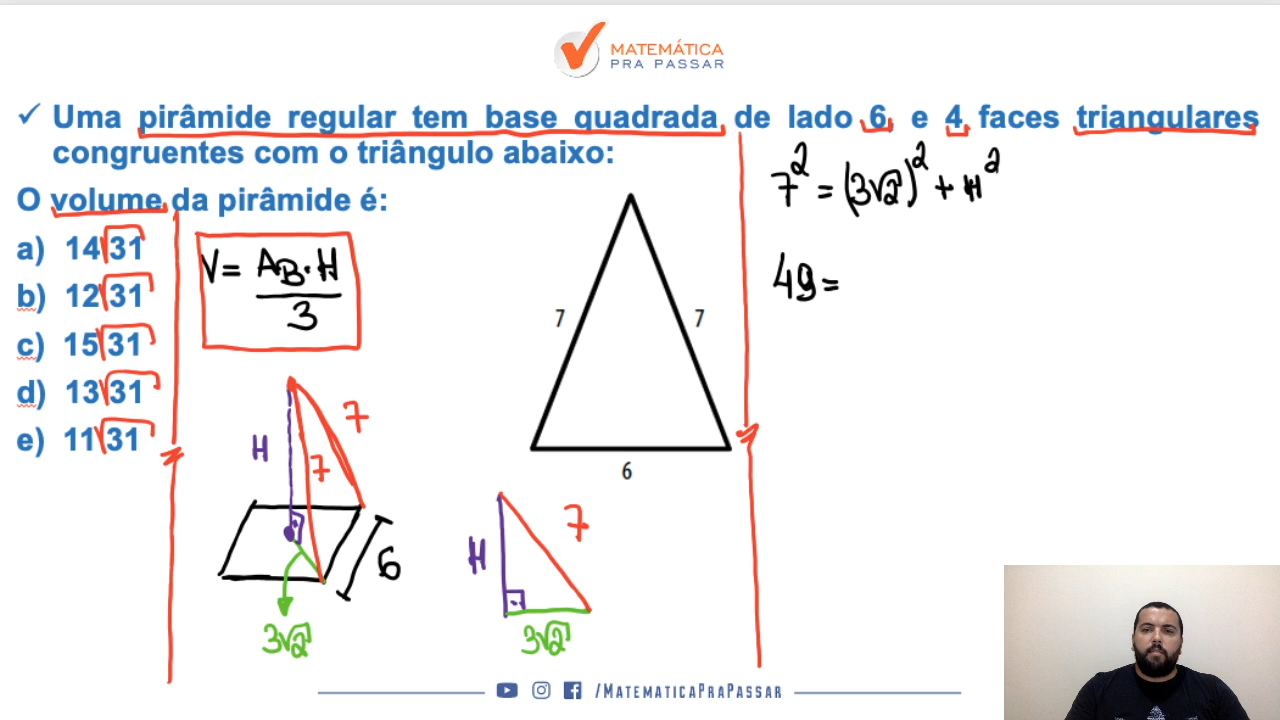 MATEMÁTICA
PRA PASSAR
✓ Uma pirâmide regular tem base quadrada de lado 6, e 4 faces triangulares
congruentes com o triângulo abaixo:
O volume da pirâmide é:
a) 14√31
b) 12√31
c) 15√31
d) 13√31
e) 11√31
V = AB·H / 3
H
7
7
6
3√2
7
7
6
H
7
3√2
7² = (3√2)² + H²
49 =
/MATEMATICAPRAPASSAR